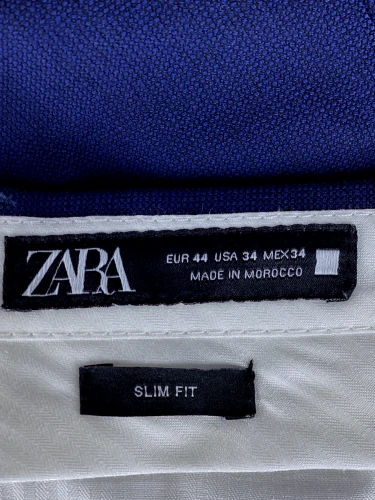 ZARA
EUR 44 USA 34 MEX 34
MADE IN MOROCCO
SLIM FIT